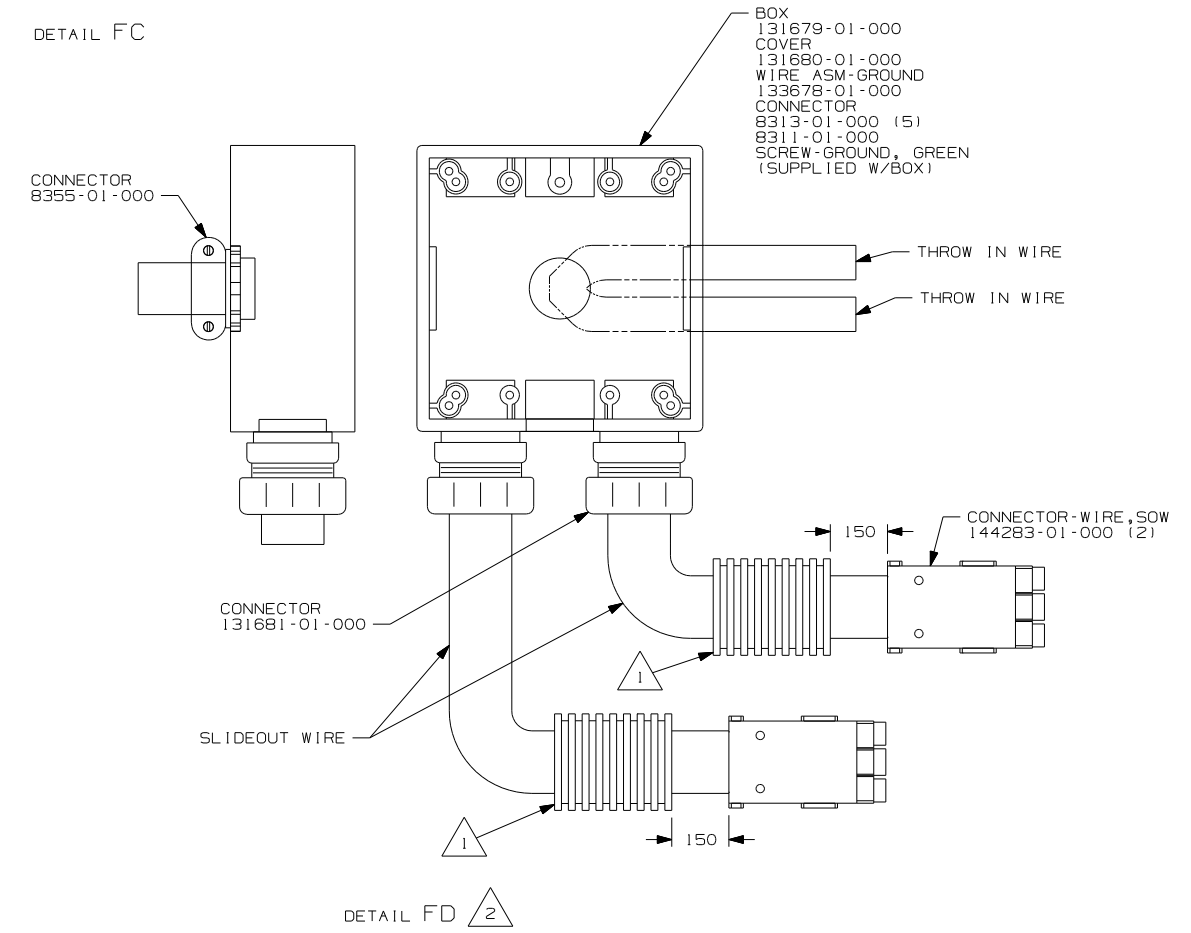 DETAIL FC
BOX
131679-01-000
COVER
131680-01-000
WIRE ASM-GROUND
133678-01-000
CONNECTOR
8313-01-000 (5)
8311-01-000
SCREW-GROUND, GREEN
(SUPPLIED W/BOX)
CONNECTOR
8355-01-000
THROW IN WIRE
THROW IN WIRE
150
CONNECTOR-WIRE,SOW
144283-01-000 (2)
CONNECTOR
131681-01-000
1
SLIDEOUT WIRE
1
150
DETAIL FD 2